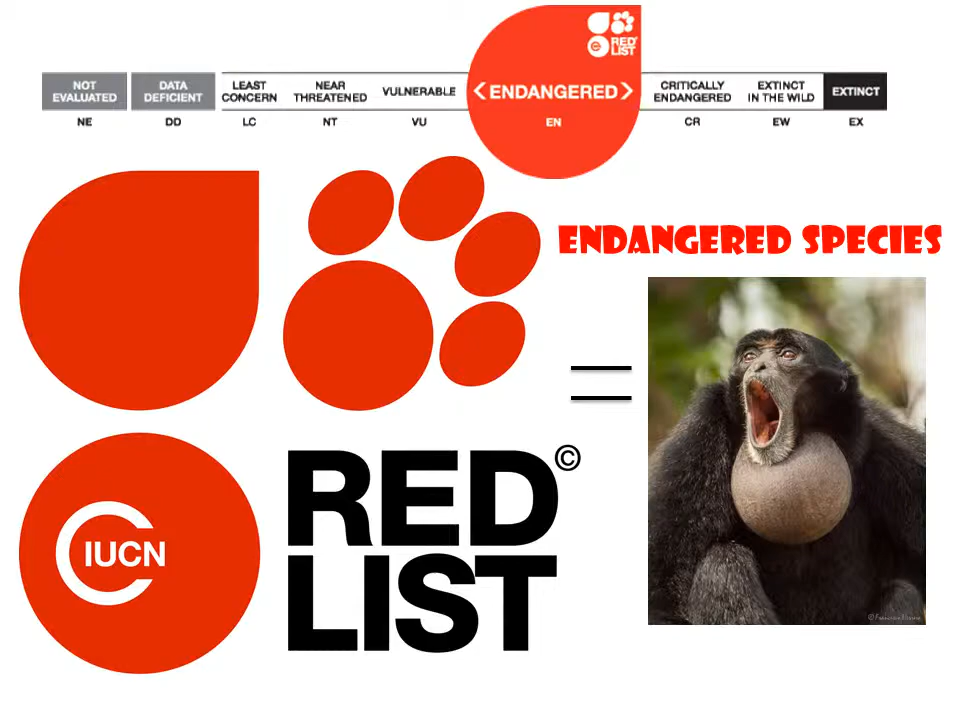 RED
LIST
NOT
EVALUATED
DATA
DEFICIENT
LEAST
CONCERN
NEAR
THREATENED
VULNERABLE
<ENDANGERED>
CRITICALLY
ENDANGERED
EXTINCT
IN THE WILD
EXTINCT
NE
DD
LC
NT
VU
EN
CR
EW
EX
ENDANGERED SPECIES
=
IUCN
RED©
LIST